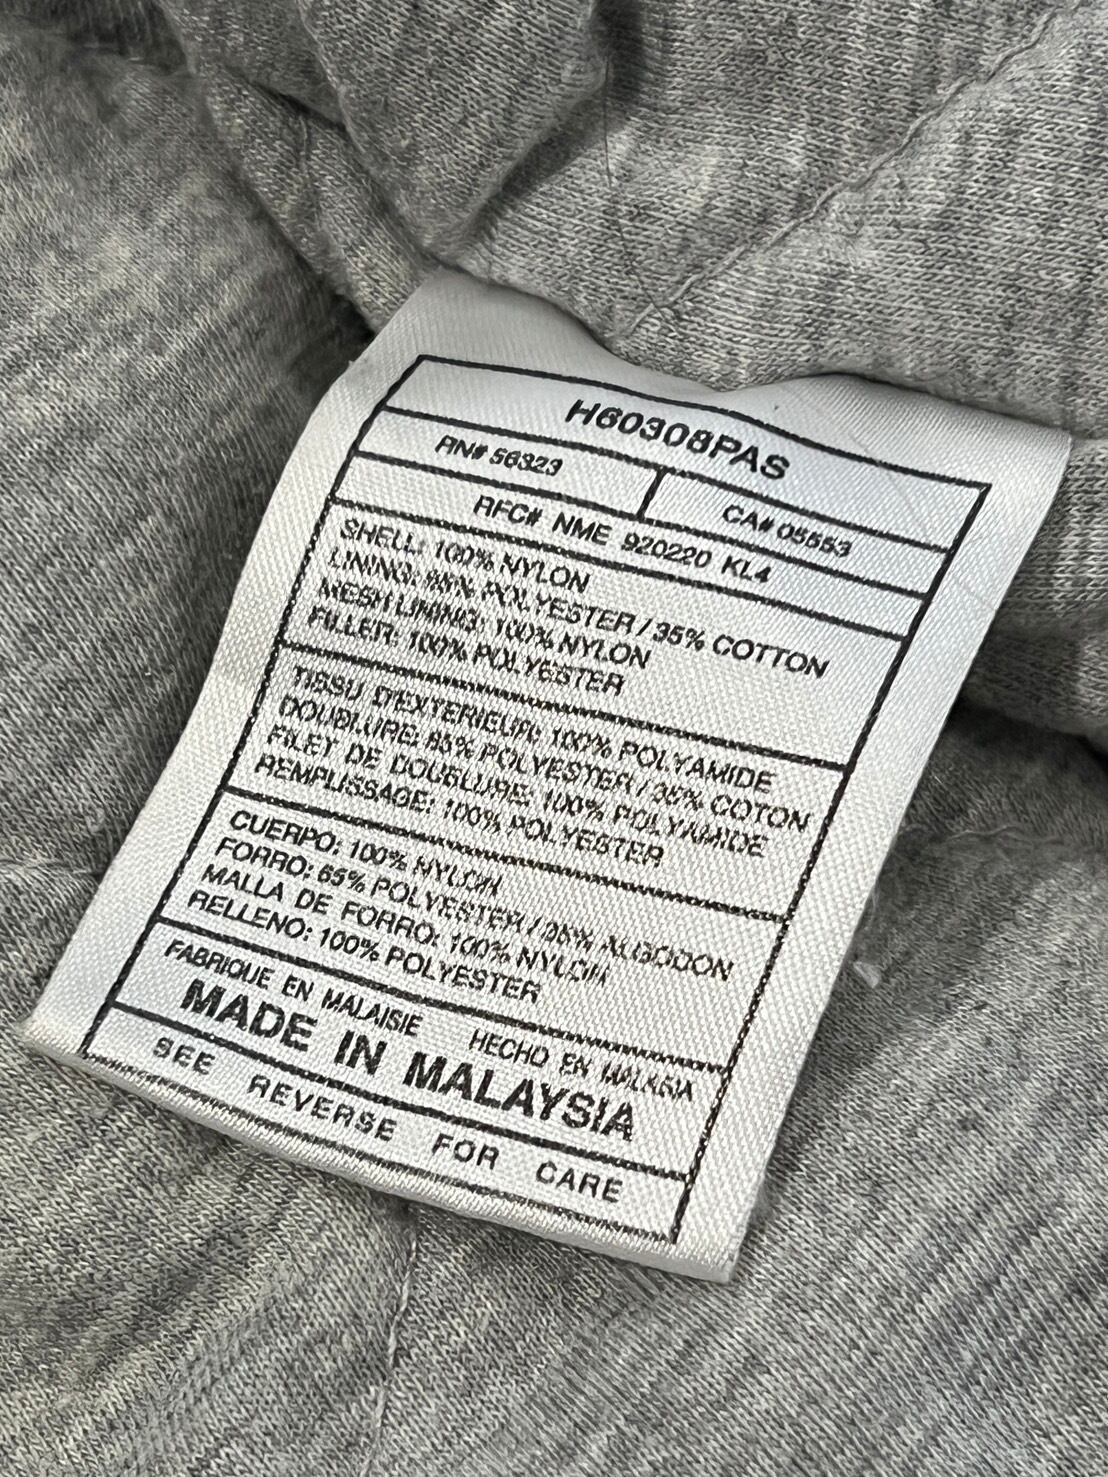 H60308PAS
RN# 56323
CA# 05553
RFC# NME 920220 KL4
SHELL: 100% NYLON
LINING: 65% POLYESTER / 35% COTTON
MESH LINING: 100% NYLON
FILLER: 100% POLYESTER
TISSU D'EXTERIEUR: 100% POLYAMIDE
DOUBLURE: 65% POLYESTER / 35% COTON
FILET DE DOUBLURE: 100% POLYAMIDE
REMPLISSAGE: 100% POLYESTER
CUERPO: 100% NYLON
FORRO: 65% POLYESTER / 35% ALGODON
MALLA DE FORRO: 100% NYLON
RELLENO: 100% POLYESTER
FABRIQUE EN MALAISIE HECHO EN MALASIA
MADE IN MALAYSIA
SEE REVERSE FOR CARE